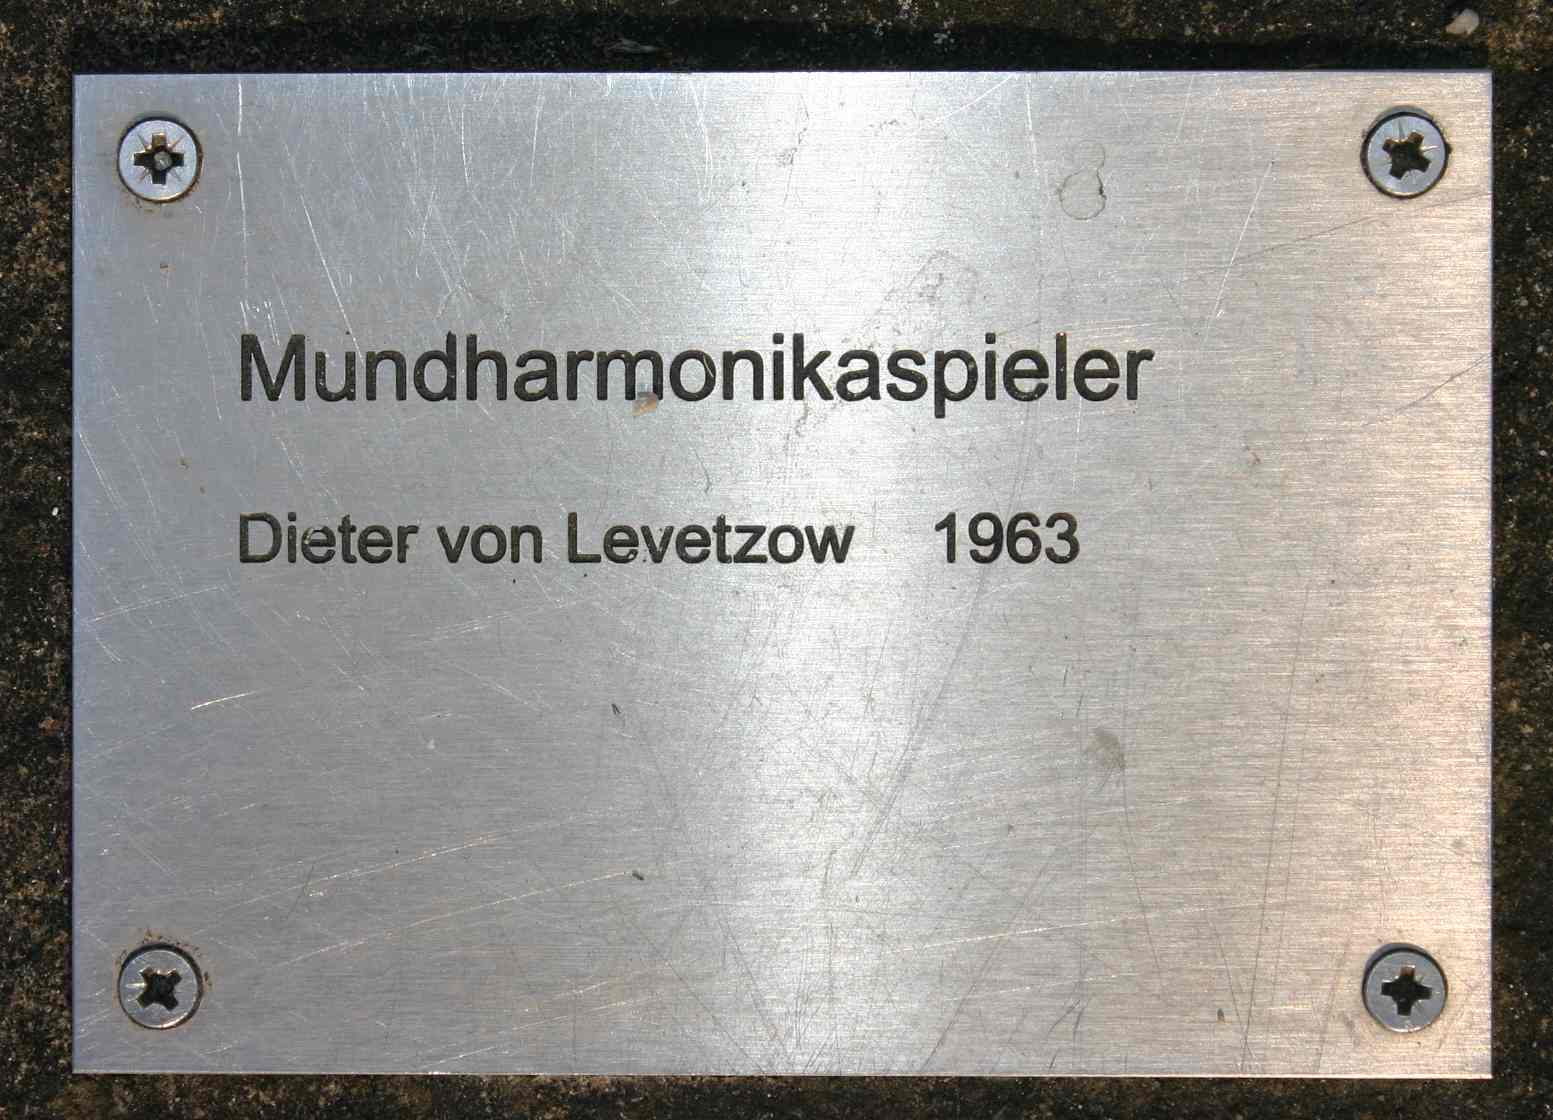 Mundharmonikaspieler
Dieter von Levetzow 1963